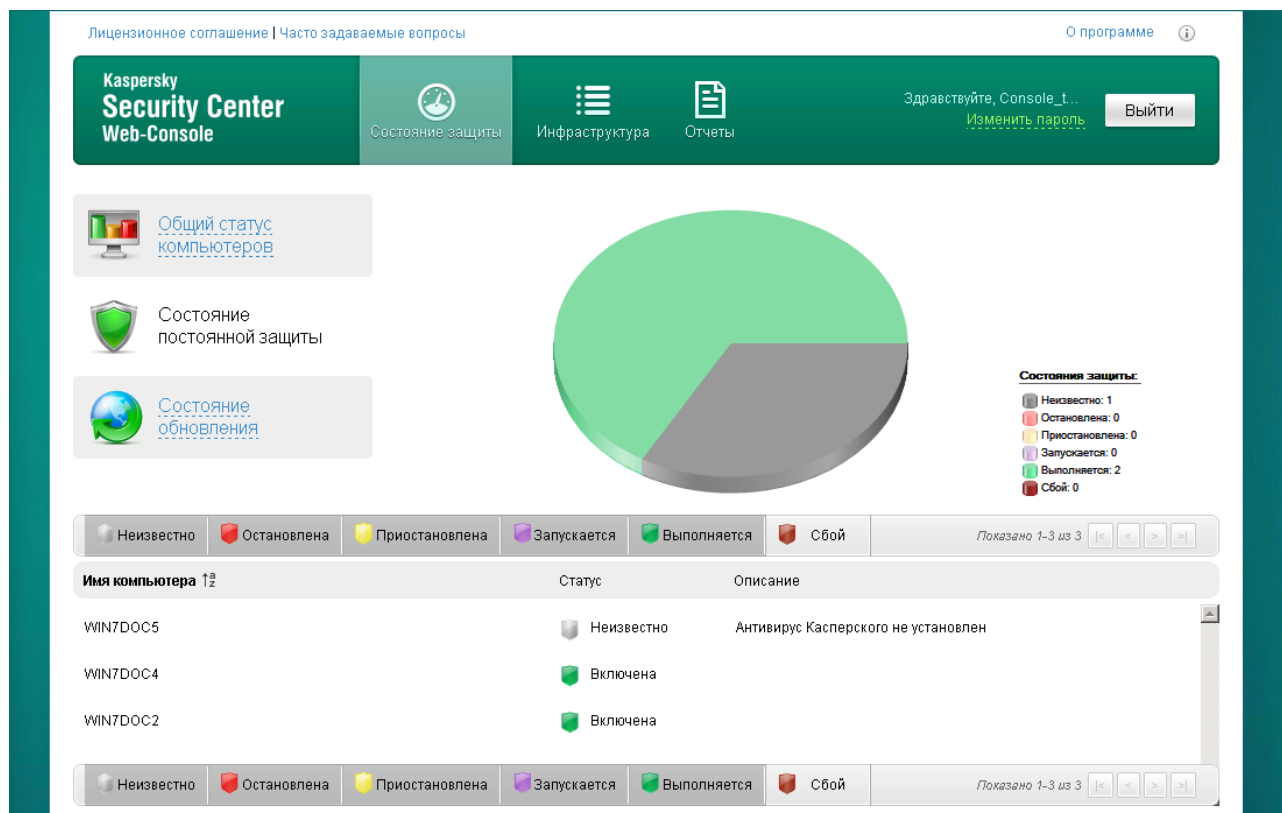 Лицензионное соглашение | Часто задаваемые вопросы
О программе
Kaspersky
Security Center
Web-Console
Состояние защиты
Инфраструктура
Отчеты
Здравствуйте, Console_t...
Изменить пароль
Выйти
Общий статус
компьютеров
Состояние
постоянной защиты
Состояние
обновления
Состояния защиты:
Неизвестно: 1
Остановлена: 0
Приостановлена: 0
Запускается: 0
Выполняется: 2
Сбой: 0
Неизвестно Остановлена Приостановлена Запускается Выполняется Сбой Показано 1-3 из 3 |< < > >|
Имя компьютера Статус Описание
WIN7DOC5 Неизвестно Антивирус Касперского не установлен
WIN7DOC4 Включена
WIN7DOC2 Включена
Неизвестно Остановлена Приостановлена Запускается Выполняется Сбой Показано 1-3 из 3 |< < > >|